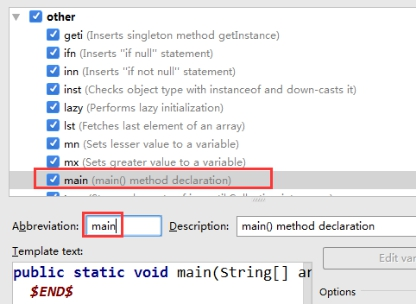 other
geti (Inserts singleton method getInstance)
ifn (Inserts "if null" statement)
inn (Inserts "if not null" statement)
inst (Checks object type with instanceof and down-casts it)
lazy (Performs lazy initialization)
lst (Fetches last element of an array)
mn (Sets lesser value to a variable)
mx (Sets greater value to a variable)
main (main() method declaration)
Abbreviation: main Description: main() method declaration
Template text:
Edit var
public static void main(String[] ar
$END$
Options